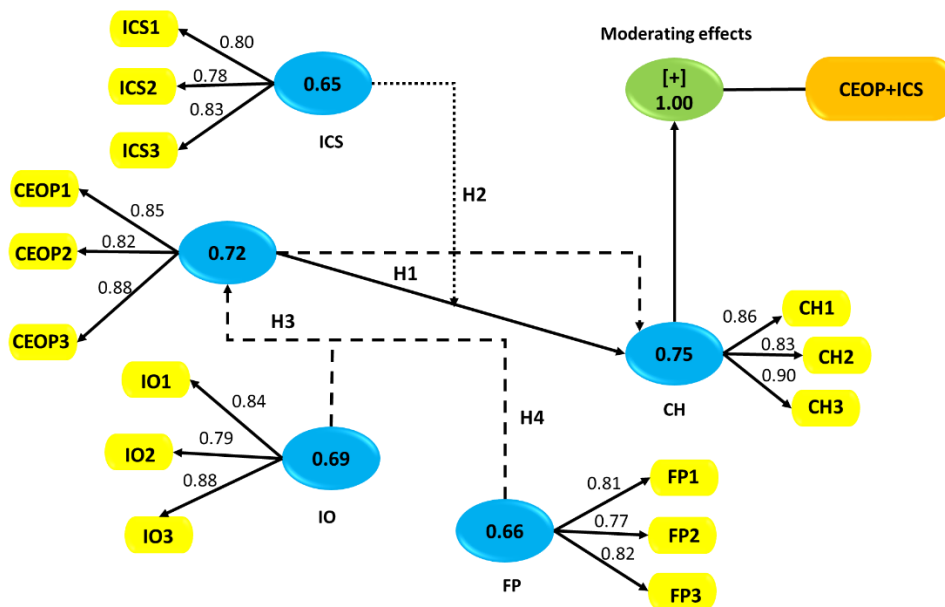 Moderating effects
ICS1
0.80
ICS2
0.78
ICS3
0.83
0.65
ICS
[+]
1.00
CEOP+ICS
H2
CEOP1
0.85
CEOP2
0.82
CEOP3
0.88
0.72
H1
H3
IO1
0.84
IO2
0.79
IO3
0.88
0.69
IO
H4
0.75
CH
0.86
CH1
0.83
CH2
0.90
CH3
0.66
FP
0.81
FP1
0.77
FP2
0.82
FP3